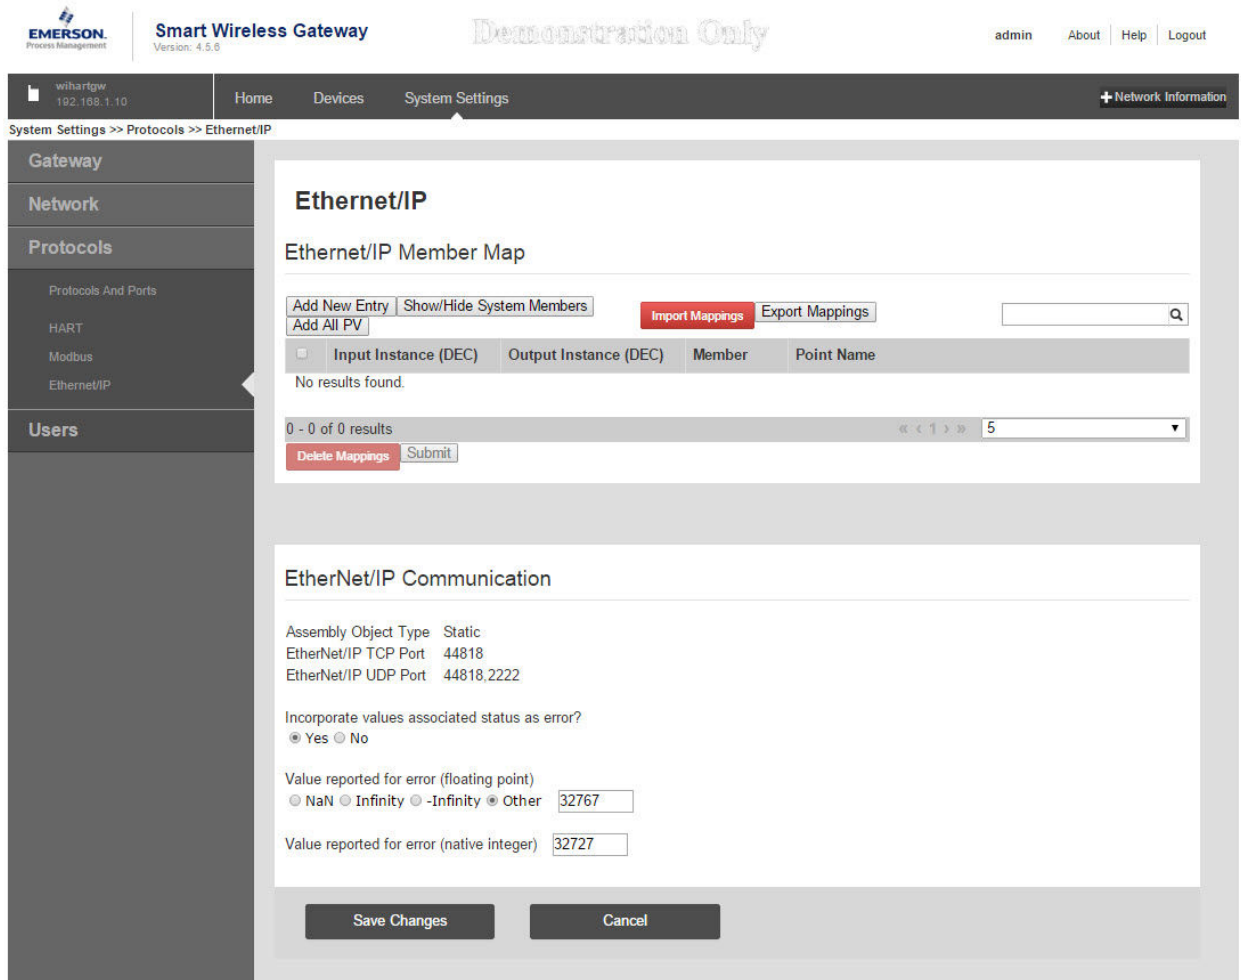 EMERSON.
Process Management
Smart Wireless Gateway
Version: 4.5.6
Demonstration Only
admin
About
Help
Logout
wihartgw
192.168.1.10
Home
Devices
System Settings
+Network Information
System Settings >> Protocols >> Ethernet/IP
Gateway
Network
Protocols
Protocols And Ports
HART
Modbus
Ethernet/IP
Users
Ethernet/IP
Ethernet/IP Member Map
Add New Entry
Show/Hide System Members
Add All PV
Import Mappings
Export Mappings
Input Instance (DEC)
Output Instance (DEC)
Member
Point Name
No results found.
0 - 0 of 0 results
« ‹ 1 › »
5
Delete Mappings
Submit
EtherNet/IP Communication
Assembly Object Type Static
EtherNet/IP TCP Port 44818
EtherNet/IP UDP Port 44818,2222
Incorporate values associated status as error?
Yes No
Value reported for error (floating point)
NaN Infinity -Infinity Other 32767
Value reported for error (native integer) 32727
Save Changes
Cancel